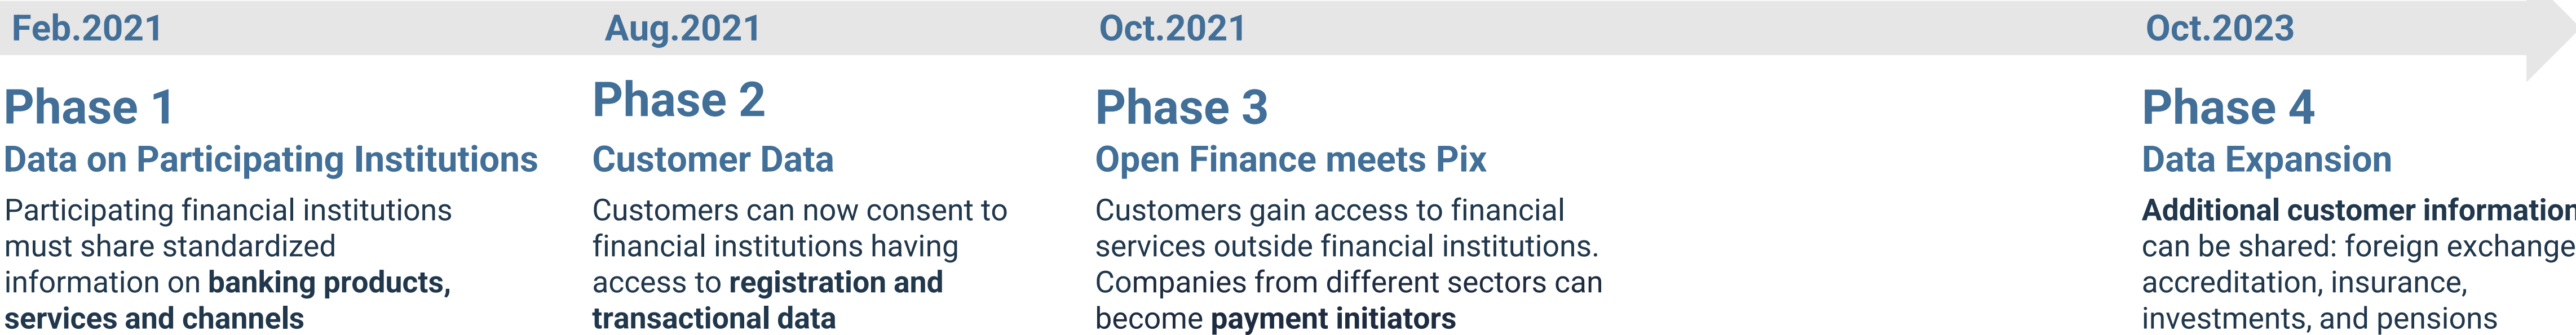 Feb.2021
Aug.2021
Oct.2021
Oct.2023
Phase 1
Data on Participating Institutions
Participating financial institutions
must share standardized
information on banking products,
services and channels
Phase 2
Customer Data
Customers can now consent to
financial institutions having
access to registration and
transactional data
Phase 3
Open Finance meets Pix
Customers gain access to financial
services outside financial institutions.
Companies from different sectors can
become payment initiators
Phase 4
Data Expansion
Additional customer information
can be shared: foreign exchange
accreditation, insurance,
investments, and pensions